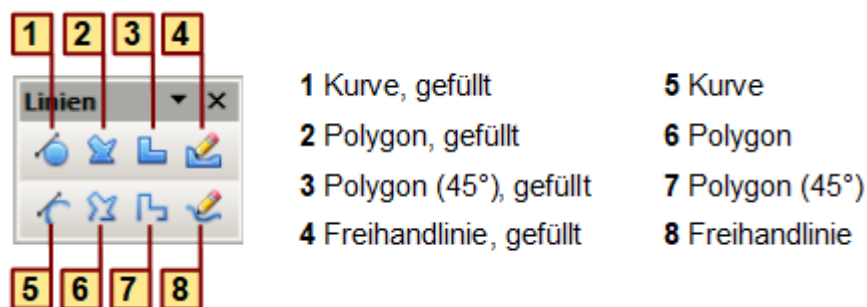 1 2 3 4
Linien
5 6 7 8
1 Kurve, gefüllt
2 Polygon, gefüllt
3 Polygon (45°), gefüllt
4 Freihandlinie, gefüllt
5 Kurve
6 Polygon
7 Polygon (45°)
8 Freihandlinie